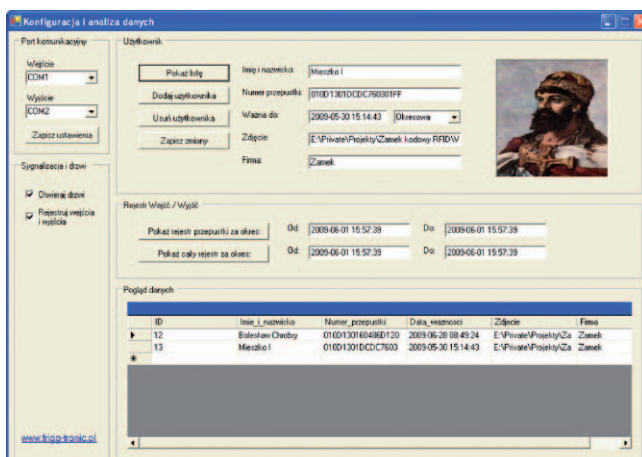 Konfiguracja i analiza danych
Port komunikacyjny
Wejście
COM1
Wyjście
COM2
Zapisz ustawienia
Sygnalizacja i drzwi
Otwieraj drzwi
Rejestruj wejścia
i wyjścia
www.frigg-tronic.pl
Użytkownik
Pokaż listę
Dodaj użytkownika
Usuń użytkownika
Zapisz zmiany
Imię i nazwisko: Mieszko I
Numer przepustki: 010D1301DCDC760301FF
Ważna do: 2009-05-30 15:14:43 Okresowa
Zdjęcie: E:\Private\Projekty\Zamek kodowy RFID\V
Firma: Zamek
Rejestr Wejść / Wyjść
Pokaż rejestr przepustki za okres: Od: 2009-06-01 15:57:39 Do: 2009-06-01 15:57:39
Pokaż cały rejestr za okres: Od: 2009-06-01 15:57:39 Do: 2009-06-01 15:57:39
Pogląd danych
ID Imie_i_nazwisko Numer_przepustki Data_waznosci Zdjecie Firma
12 Bolesław Chrobry 010D130160486D120 2009-06-28 08:49:24 E:\Private\Projekty\Za Zamek
13 Mieszko I 010D1301DCDC7603 2009-05-30 15:14:43 E:\Private\Projekty\Za Zamek